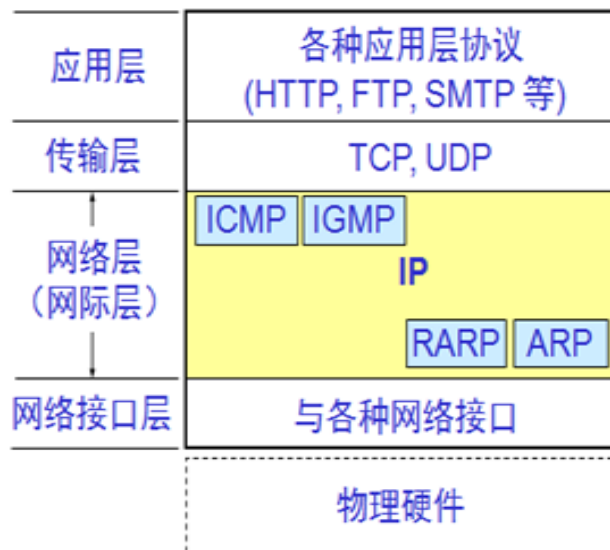 应用层
各种应用层协议
(HTTP, FTP, SMTP 等)
传输层
TCP, UDP
ICMP
IGMP
网络层
(网际层)
IP
RARP
ARP
网络接口层
与各种网络接口
物理硬件